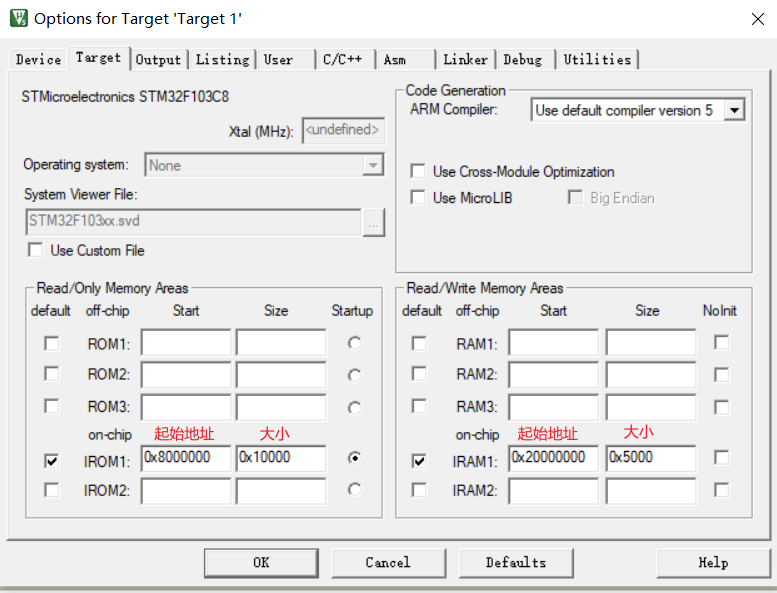 Options for Target 'Target 1'
Device Target Output Listing User C/C++ Asm Linker Debug Utilities
STMicroelectronics STM32F103C8
Xtal (MHz): <undefined>
Operating system: None
System Viewer File:
STM32F103xx.svd ...
Use Custom File
Code Generation
ARM Compiler: Use default compiler version 5
Use Cross-Module Optimization
Use MicroLIB Big Endian
Read/Only Memory Areas
default off-chip Start Size Startup
ROM1:
ROM2:
ROM3:
on-chip 起始地址 大小
IROM1: 0x8000000 0x10000
IROM2:
Read/Write Memory Areas
default off-chip Start Size NoInit
RAM1:
RAM2:
RAM3:
on-chip 起始地址 大小
IRAM1: 0x20000000 0x5000
IRAM2:
OK Cancel Defaults Help